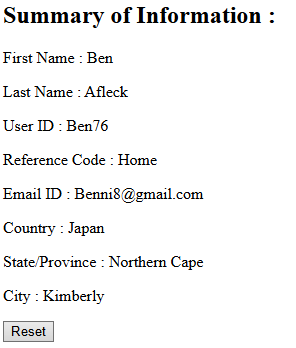 Summary of Information :
First Name : Ben
Last Name : Afleck
User ID : Ben76
Reference Code : Home
Email ID : Benni8@gmail.com
Country : Japan
State/Province : Northern Cape
City : Kimberly
Reset